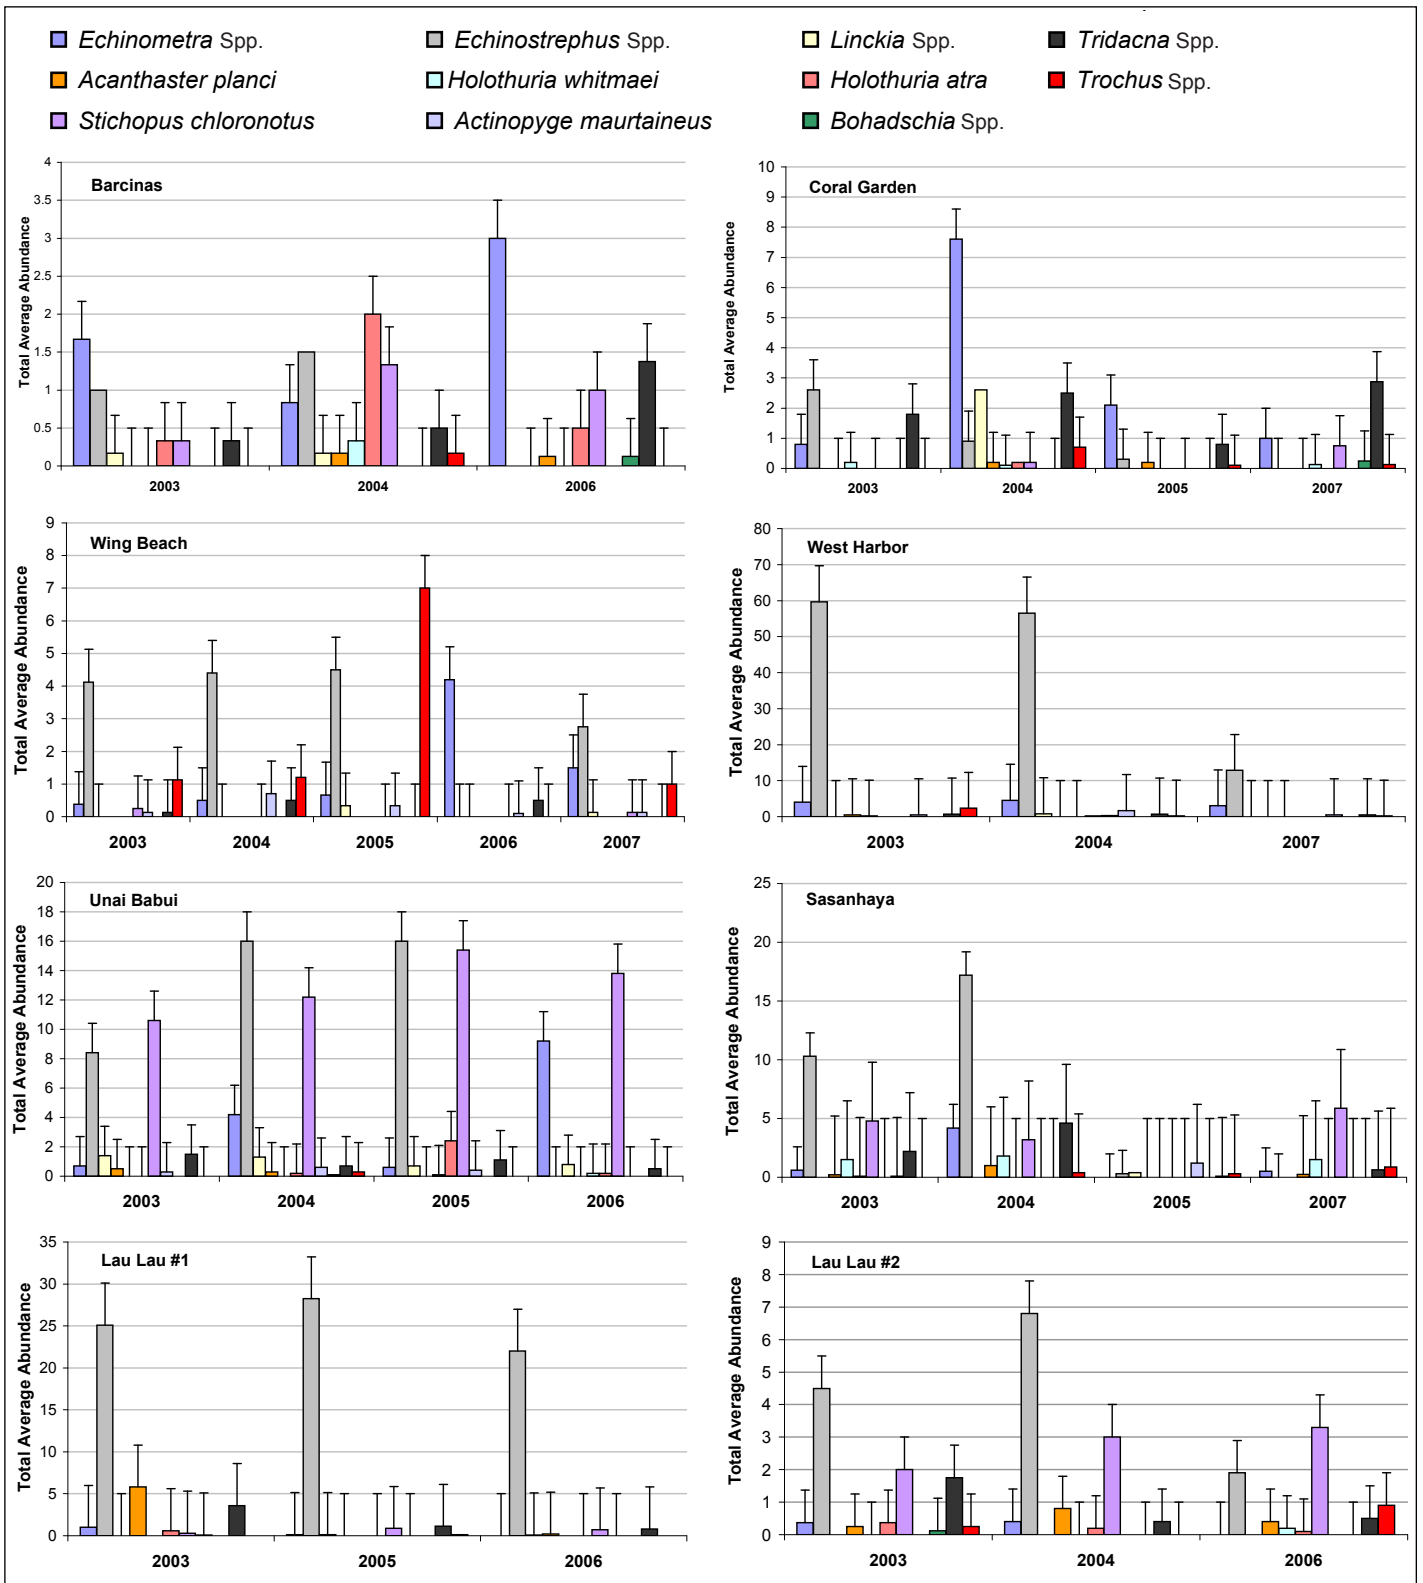 Echinometra Spp. Echinostrephus Spp. Linckia Spp. Tridacna Spp.
Acanthaster planci Holothuria whitmaei Holothuria atra Trochus Spp.
Stichopus chloronotus Actinopyge maurtaineus Bohadschia Spp.
Barcinas
Total Average Abundance
4
3.5
3
2.5
2
1.5
1
0.5
0
2003 2004 2006
Coral Garden
Total Average Abundance
10
9
8
7
6
5
4
3
2
1
0
2003 2004 2005 2007
Wing Beach
Total Average Abundance
9
8
7
6
5
4
3
2
1
0
2003 2004 2005 2006 2007
West Harbor
Total Average Abundance
80
70
60
50
40
30
20
10
0
2003 2004 2007
Unai Babui
Total Average Abundance
20
18
16
14
12
10
8
6
4
2
0
2003 2004 2005 2006
Sasanhaya
Total Average Abundance
25
20
15
10
5
0
2003 2004 2005 2007
Lau Lau #1
Total Average Abundance
35
30
25
20
15
10
5
0
2003 2005 2006
Lau Lau #2
Total Average Abundance
9
8
7
6
5
4
3
2
1
0
2003 2004 2006